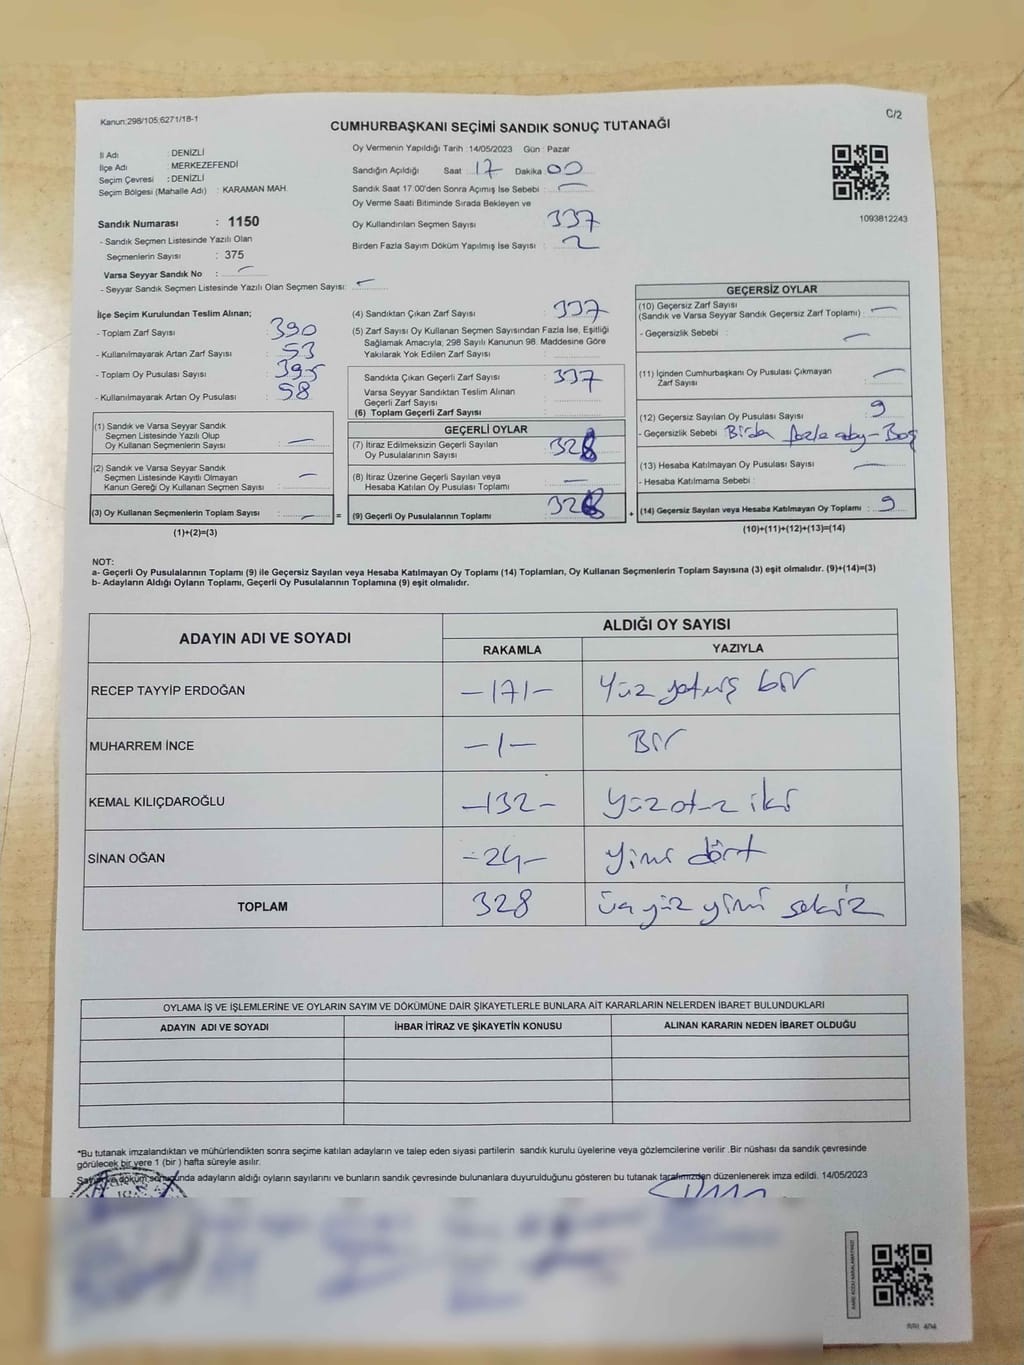 Kanun:298/105;6271/18-1
C/2
CUMHURBAŞKANI SEÇİMİ SANDIK SONUÇ TUTANAĞI
İl Adı : DENİZLİ
İlçe Adı : MERKEZEFENDİ
Seçim Çevresi : DENİZLİ
Seçim Bölgesi (Mahalle Adı) : KARAMAN MAH
Sandık Numarası : 1150
- Sandık Seçmen Listesinde Yazılı Olan
Seçmenlerin Sayısı : 375
Varsa Seyyar Sandık No : —
- Seyyar Sandık Seçmen Listesinde Yazılı Olan Seçmen Sayısı: —
Oy Vermenin Yapıldığı Tarih :14/05/2023 Gün : Pazar
Sandığın Açıldığı Saat : 17 Dakika : 00
Sandık Saat 17:00'den Sonra Açımış İse Sebebi : —
Oy Verme Saati Bitiminde Sırada Bekleyen ve
Oy Kullandırılan Seçmen Sayısı : 337
Birden Fazla Sayım Döküm Yapılmış İse Sayısı : 2
1093812243
İlçe Seçim Kurulundan Teslim Alınan;
- Toplam Zarf Sayısı : 390
- Kullanılmayarak Artan Zarf Sayısı : 53
- Toplam Oy Pusulası Sayısı : 395
- Kullanılmayarak Artan Oy Pusulası : 58
(1) Sandık ve Varsa Seyyar Sandık
Seçmen Listesinde Yazılı Olup
Oy Kullanan Seçmenlerin Sayısı : —
(2) Sandık ve Varsa Seyyar Sandık
Seçmen Listesinde Kayıtlı Olmayan
Kanun Gereği Oy Kullanan Seçmen Sayısı : —
(3) Oy Kullanan Seçmenlerin Toplam Sayısı : — =
(1)+(2)=(3)
(4) Sandıktan Çıkan Zarf Sayısı : 337
(5) Zarf Sayısı Oy Kullanan Seçmen Sayısından Fazla İse, Eşitliği
Sağlamak Amacıyla; 298 Sayılı Kanunun 98. Maddesine Göre
Yakılarak Yok Edilen Zarf Sayısı :
Sandıkta Çıkan Geçerli Zarf Sayısı : 337
Varsa Seyyar Sandıktan Teslim Alınan
Geçerli Zarf Sayısı :
(6) Toplam Geçerli Zarf Sayısı :
GEÇERLİ OYLAR
(7) İtiraz Edilmeksizin Geçerli Sayılan
Oy Pusulalarının Sayısı : 328
(8) İtiraz Üzerine Geçerli Sayılan veya
Hesaba Katılan Oy Pusulası Toplamı : —
(9) Geçerli Oy Pusulalarının Toplamı : 328 +
GEÇERSİZ OYLAR
(10) Geçersiz Zarf Sayısı
(Sandık ve Varsa Seyyar Sandık Geçersiz Zarf Toplamı) : —
- Geçersizlik Sebebi : —
(11) İçinden Cumhurbaşkanı Oy Pusulası Çıkmayan
Zarf Sayısı : —
(12) Geçersiz Sayılan Oy Pusulası Sayısı : 9
- Geçersizlik Sebebi : Birden fazla aday-Boş
(13) Hesaba Katılmayan Oy Pusulası Sayısı : —
- Hesaba Katılmama Sebebi :
(14) Geçersiz Sayılan veya Hesaba Katılmayan Oy Toplamı : 9
(10)+(11)+(12)+(13)=(14)
NOT:
a- Geçerli Oy Pusulalarının Toplamı (9) ile Geçersiz Sayılan veya Hesaba Katılmayan Oy Toplamı (14) Toplamları, Oy Kullanan Seçmenlerin Toplam Sayısına (3) eşit olmalıdır. (9)+(14)=(3)
b- Adayların Aldığı Oyların Toplamı, Geçerli Oy Pusulalarının Toplamına (9) eşit olmalıdır.
ADAYIN ADI VE SOYADI
ALDIĞI OY SAYISI
RAKAMLA YAZIYLA
RECEP TAYYİP ERDOĞAN -171- Yüz yetmiş bir
MUHARREM İNCE -1- Bir
KEMAL KILIÇDAROĞLU -132- Yüz otuz iki
SİNAN OĞAN -24- Yirmi dört
TOPLAM 328 Üç yüz yirmi sekiz
OYLAMA İŞ VE İŞLEMLERİNE VE OYLARIN SAYIM VE DÖKÜMÜNE DAİR ŞİKAYETLERLE BUNLARA AİT KARARLARIN NELERDEN İBARET BULUNDUKLARI
ADAYIN ADI VE SOYADI İHBAR İTİRAZ VE ŞİKAYETİN KONUSU ALINAN KARARIN NEDEN İBARET OLDUĞU
*Bu tutanak imzalandıktan ve mühürlendikten sonra seçime katılan adayların ve talep eden siyasi partilerin sandık kurulu üyelerine veya gözlemcilerine verilir .Bir nüshası da sandık çevresinde
görülecek bir yere 1 (bir ) hafta süreyle asılır.
Sayım ve döküm sonucunda adayların aldığı oyların sayılarını ve bunların sandık çevresinde bulunanlara duyurulduğunu gösteren bu tutanak tarafımızdan düzenlenerek imza edildi. 14/05/2023